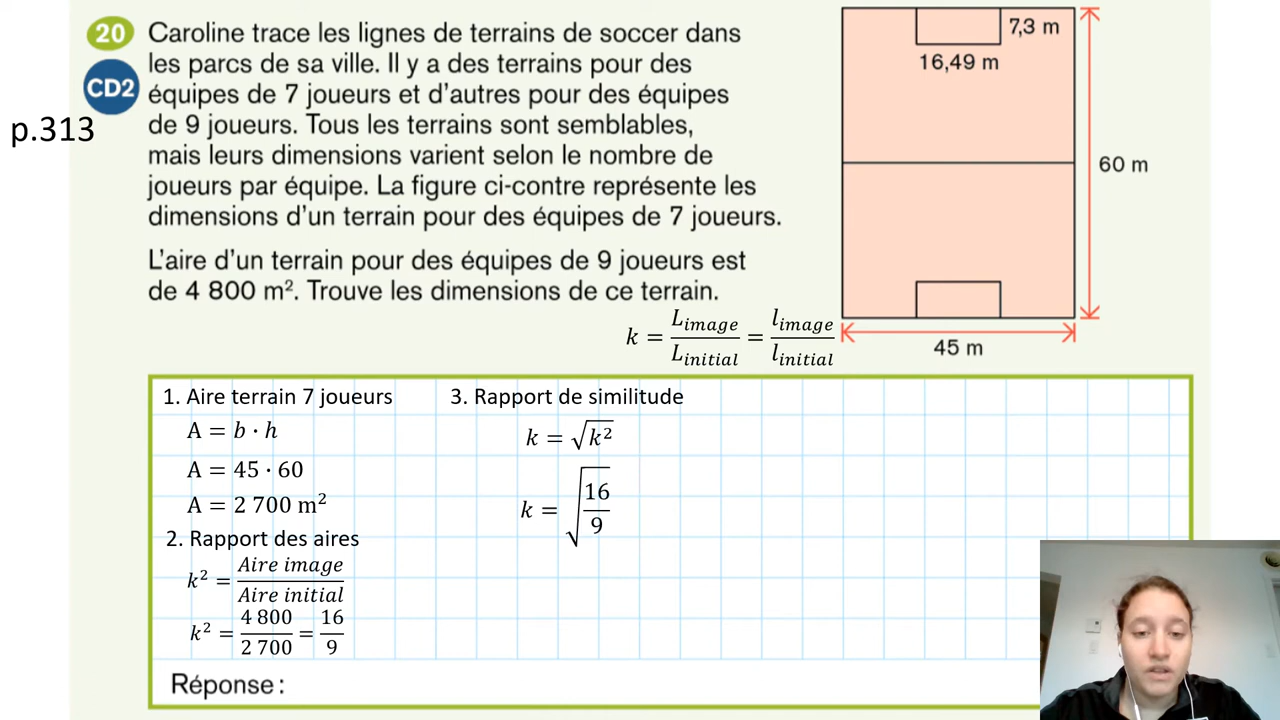 20
CD2
p.313
Caroline trace les lignes de terrains de soccer dans
les parcs de sa ville. Il y a des terrains pour des
équipes de 7 joueurs et d'autres pour des équipes
de 9 joueurs. Tous les terrains sont semblables,
mais leurs dimensions varient selon le nombre de
joueurs par équipe. La figure ci-contre représente les
dimensions d'un terrain pour des équipes de 7 joueurs.
L'aire d'un terrain pour des équipes de 9 joueurs est
de 4 800 m². Trouve les dimensions de ce terrain.
7,3 m
16,49 m
60 m
45 m
k = L_image / L_initial = l_image / l_initial
1. Aire terrain 7 joueurs
A = b · h
A = 45 · 60
A = 2 700 m²
2. Rapport des aires
k² = Aire image / Aire initial
k² = 4 800 / 2 700 = 16 / 9
3. Rapport de similitude
k = √k²
k = √(16 / 9)
Réponse :